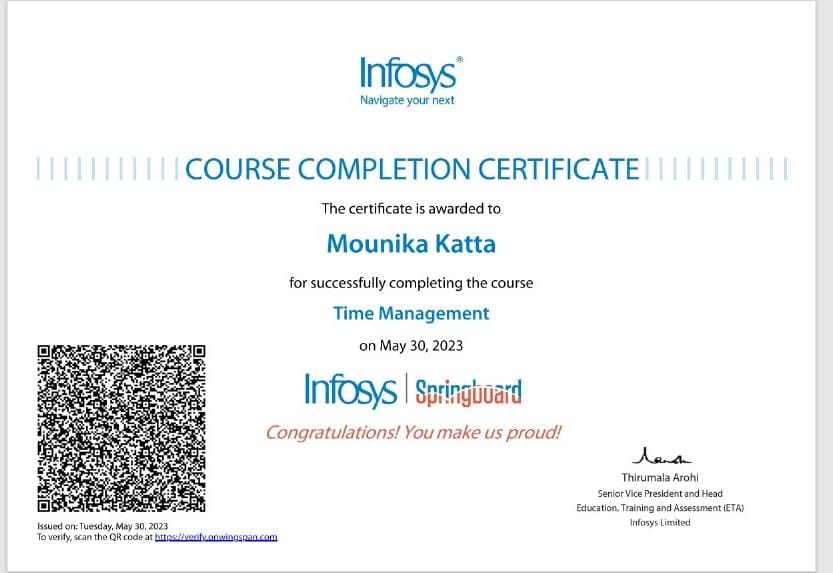 Infosys®
Navigate your next
COURSE COMPLETION CERTIFICATE
The certificate is awarded to
Mounika Katta
for successfully completing the course
Time Management
on May 30, 2023
Infosys | Springboard
Congratulations! You make us proud!
Thirumala Arohi
Senior Vice President and Head
Education, Training and Assessment (ETA)
Infosys Limited
Issued on: Tuesday, May 30, 2023
To verify, scan the QR code at https://verify.onwingspan.com